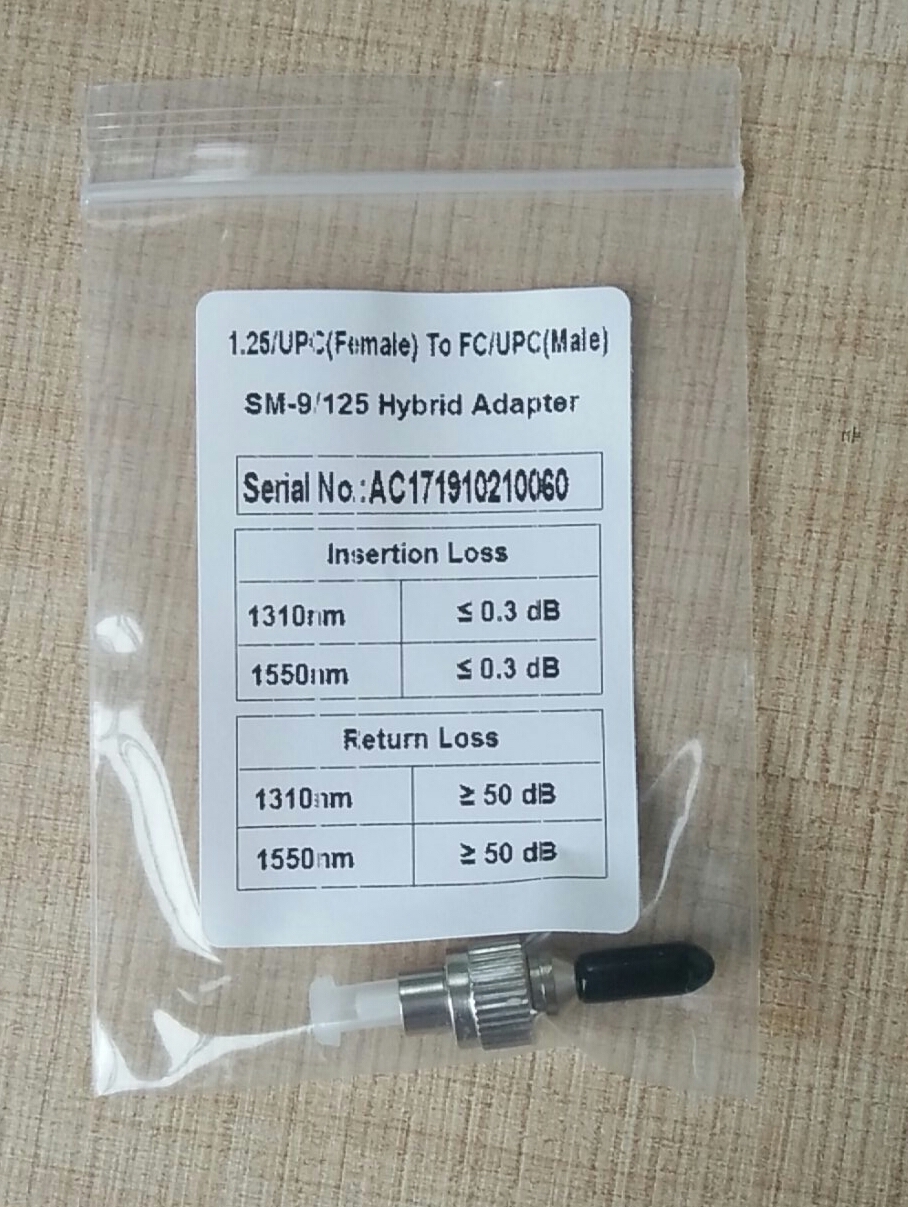 1.25/UPC(Female) To FC/UPC(Male)
SM-9/125 Hybrid Adapter
Serial No.:AC171910210060
Insertion Loss
1310nm ≤ 0.3 dB
1550nm ≤ 0.3 dB
Return Loss
1310nm ≥ 50 dB
1550nm ≥ 50 dB